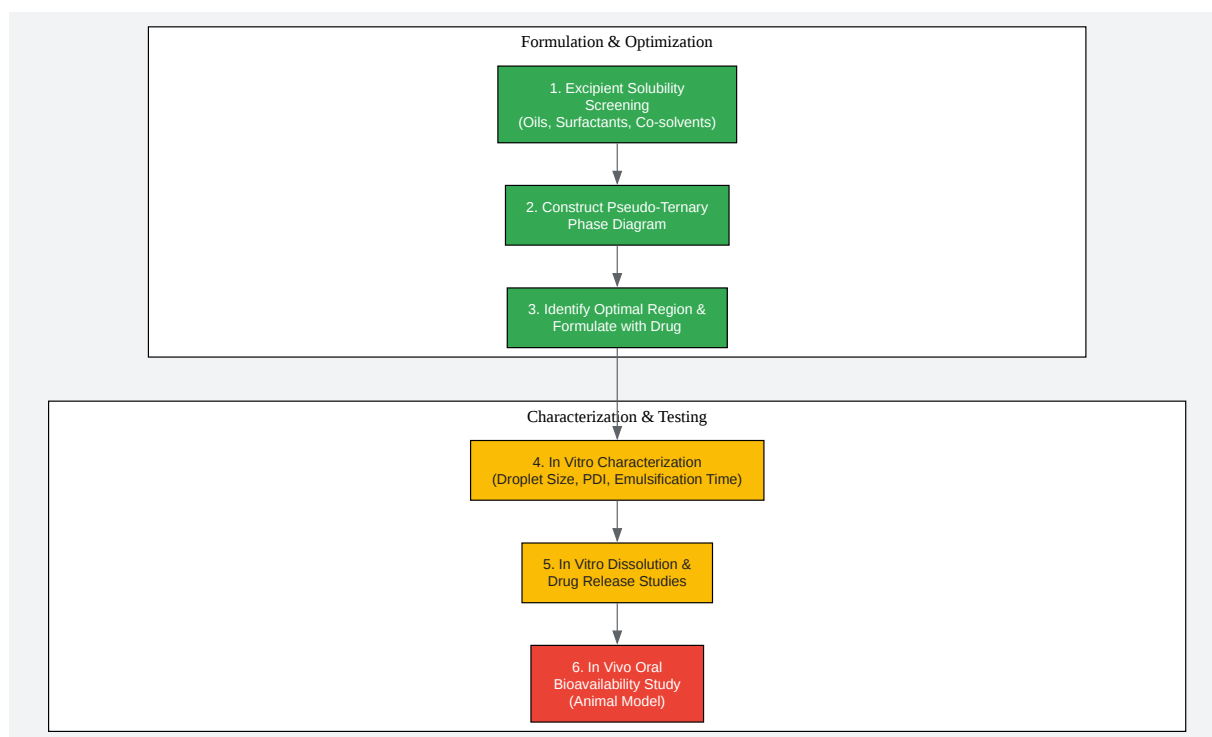 Formulation & Optimization
1. Excipient Solubility
Screening
(Oils, Surfactants, Co-solvents)
2. Construct Pseudo-Ternary
Phase Diagram
3. Identify Optimal Region &
Formulate with Drug
Characterization & Testing
4. In Vitro Characterization
(Droplet Size, PDI, Emulsification Time)
5. In Vitro Dissolution &
Drug Release Studies
6. In Vivo Oral
Bioavailability Study
(Animal Model)